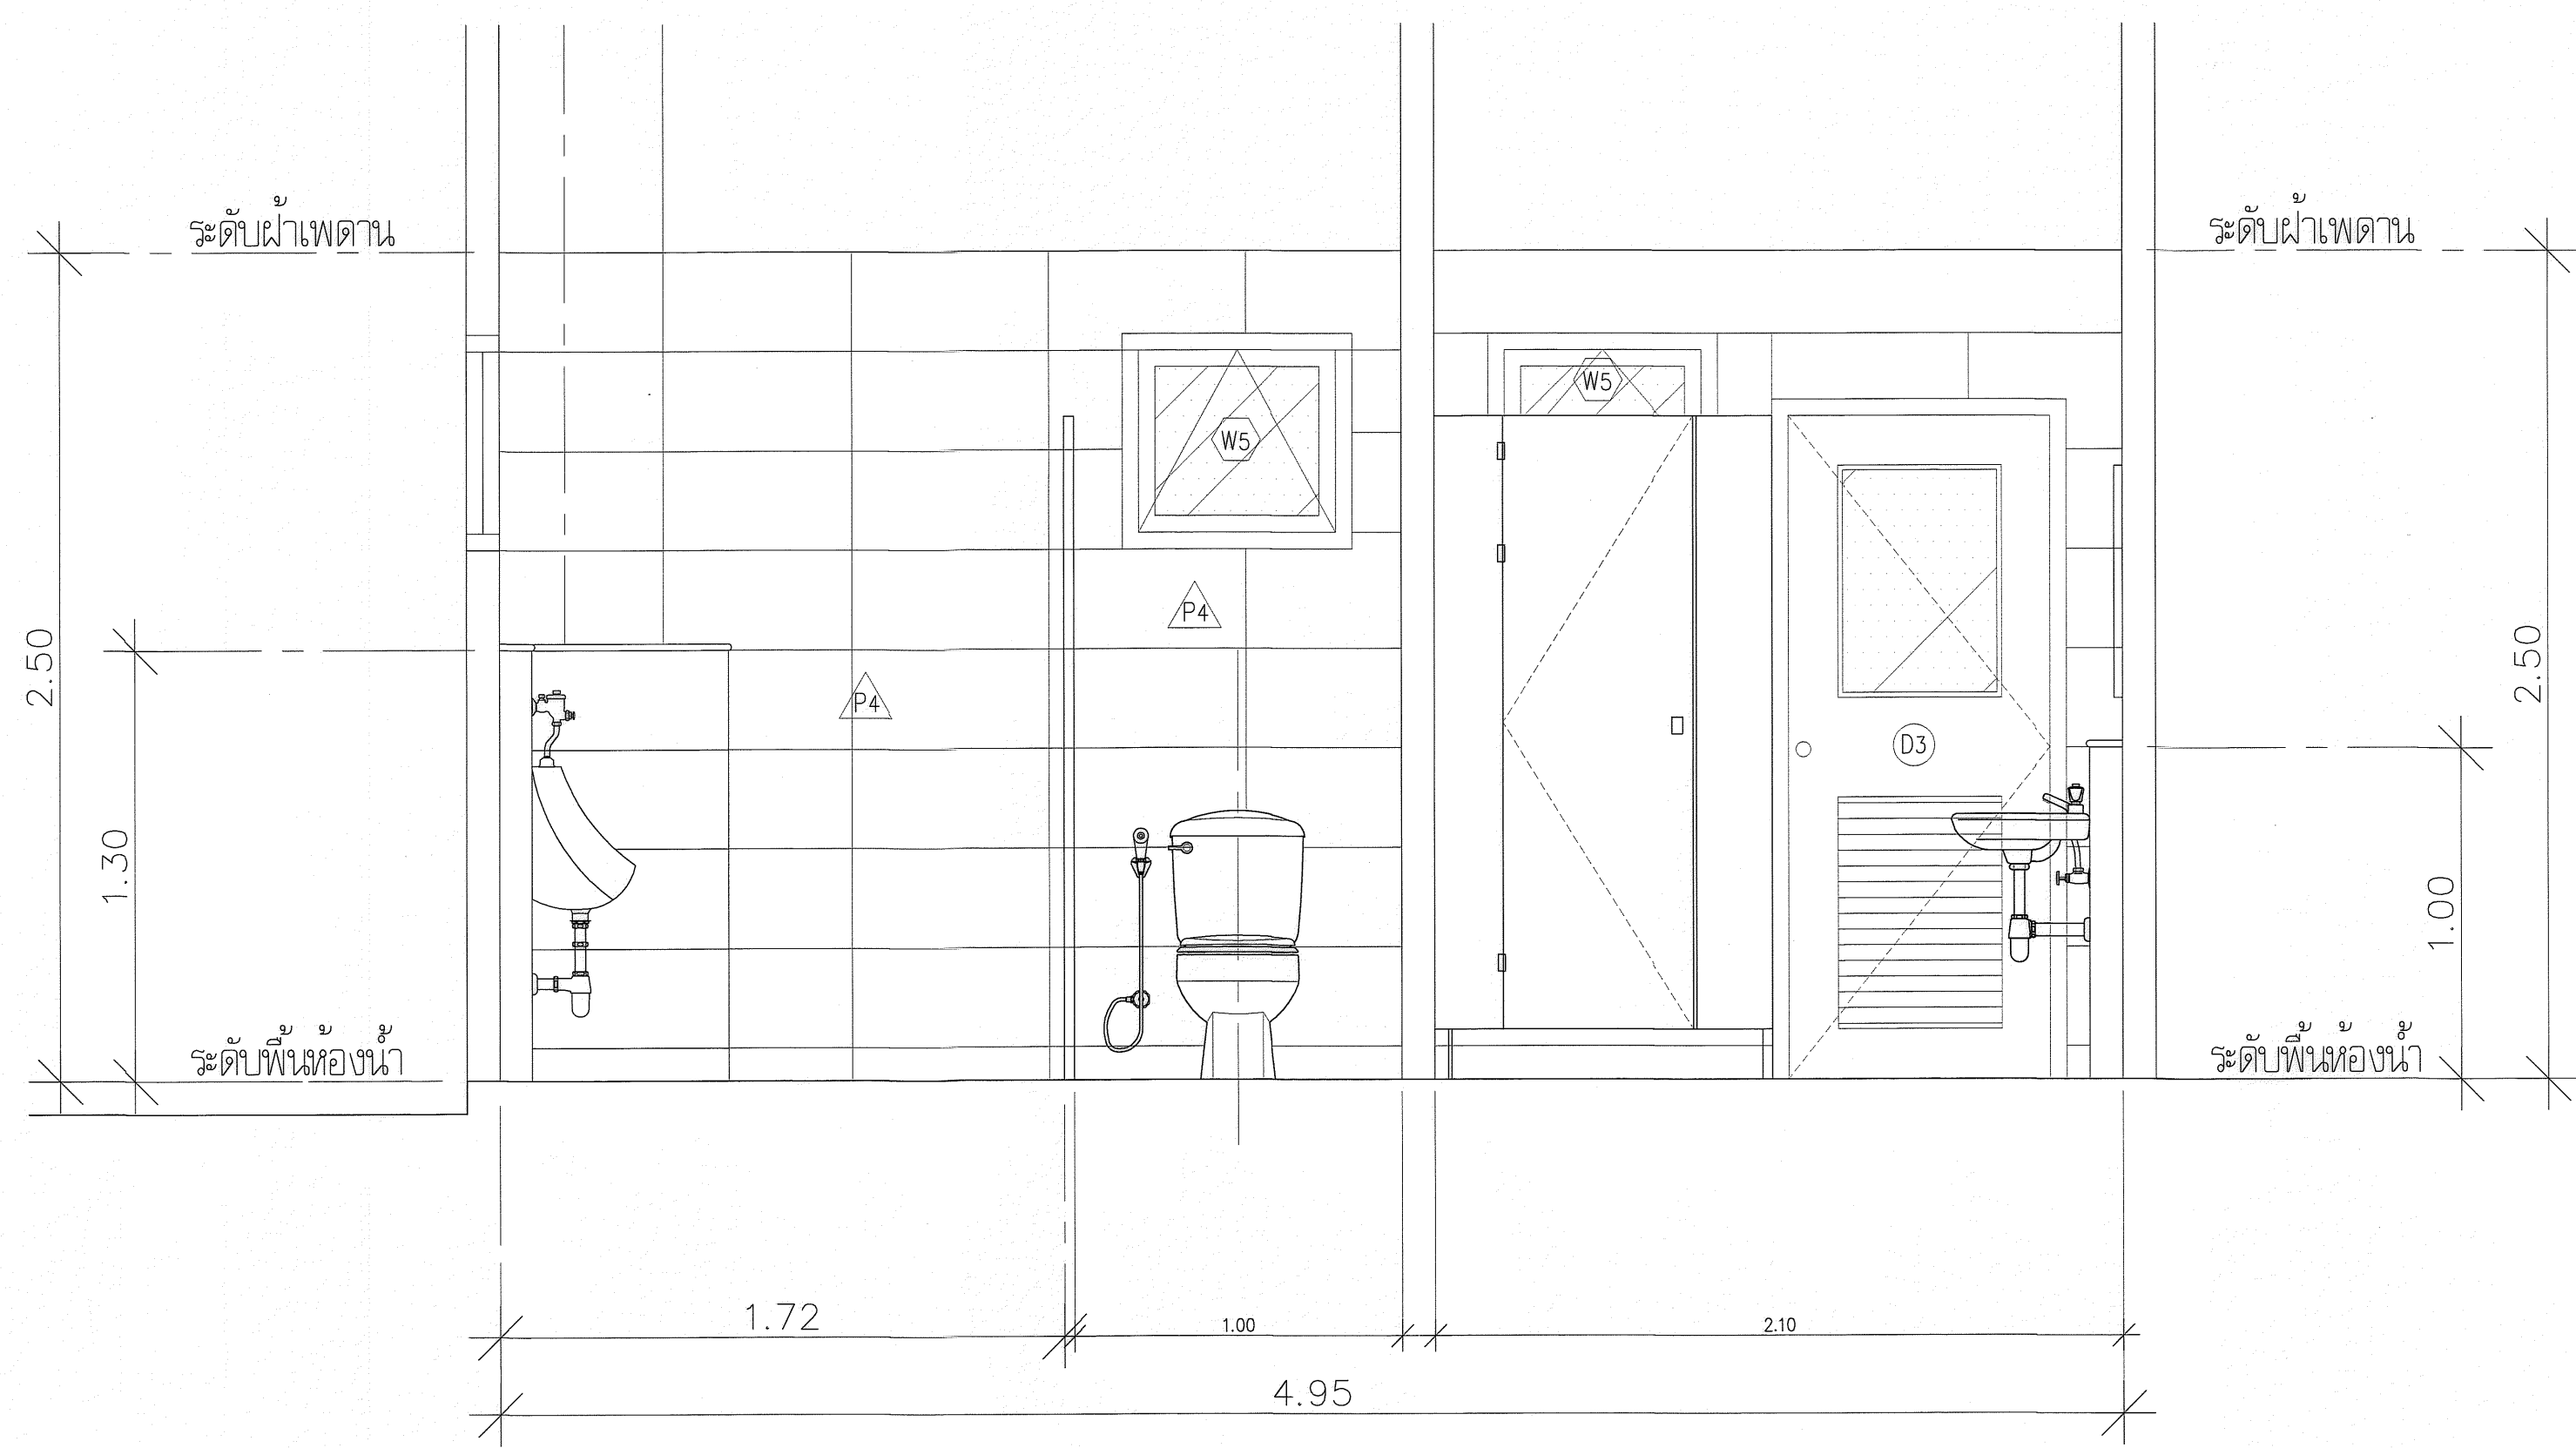 ระดับฝ้าเพดาน
ระดับฝ้าเพดาน
W5
W5
2.50
1.30
P4
P4
D3
2.50
1.00
ระดับพื้นห้องน้ำ
ระดับพื้นห้องน้ำ
1.72
1.00
2.10
4.95